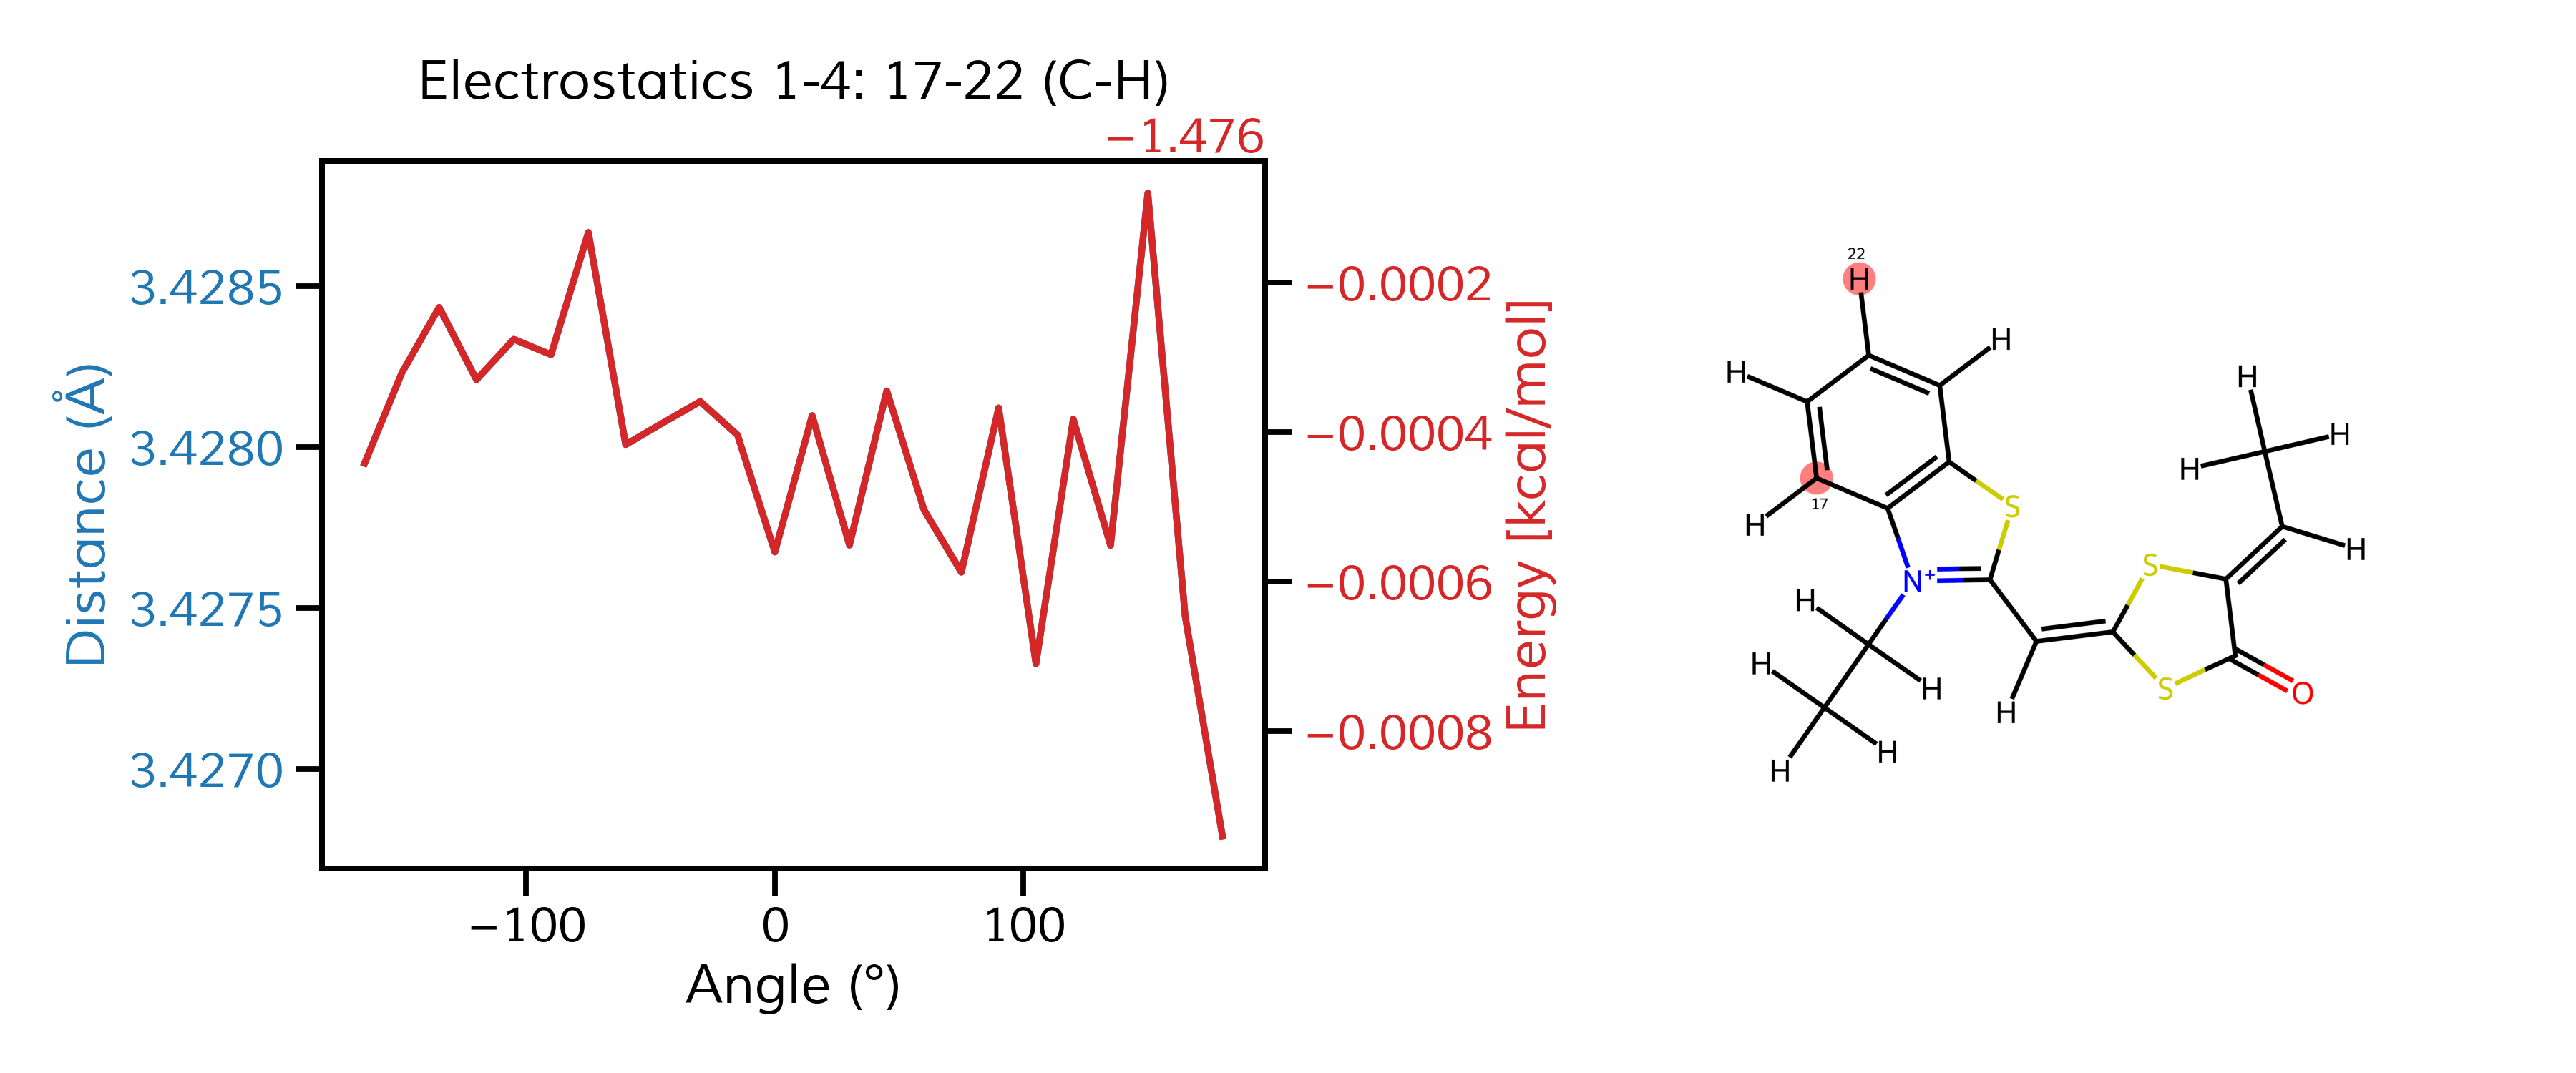 Electrostatics 1-4: 17-22 (C-H)
−1.476
3.4285
3.4280
3.4275
3.4270
Distance (Å)
−0.0002
−0.0004
−0.0006
−0.0008
Energy [kcal/mol]
−100 0 100
Angle (°)
22
H
H
H
H
17
H
H
H
H
S
N⁺
S
S
O
H
H
H
H
H
H
H